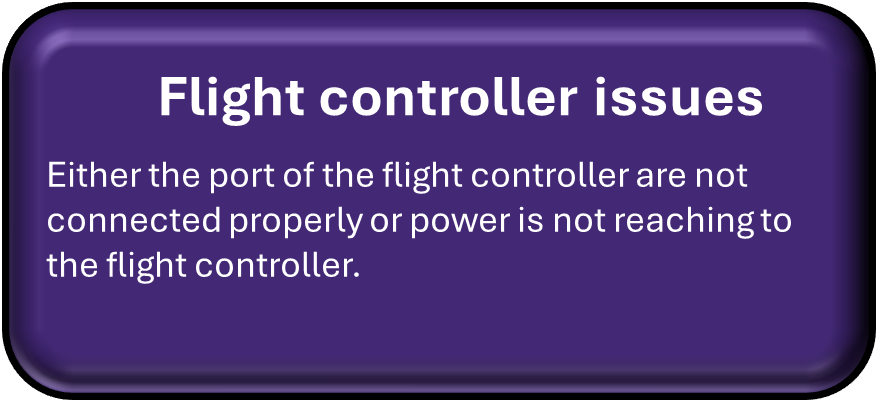 Flight controller issues
Either the port of the flight controller are not
connected properly or power is not reaching to
the flight controller.